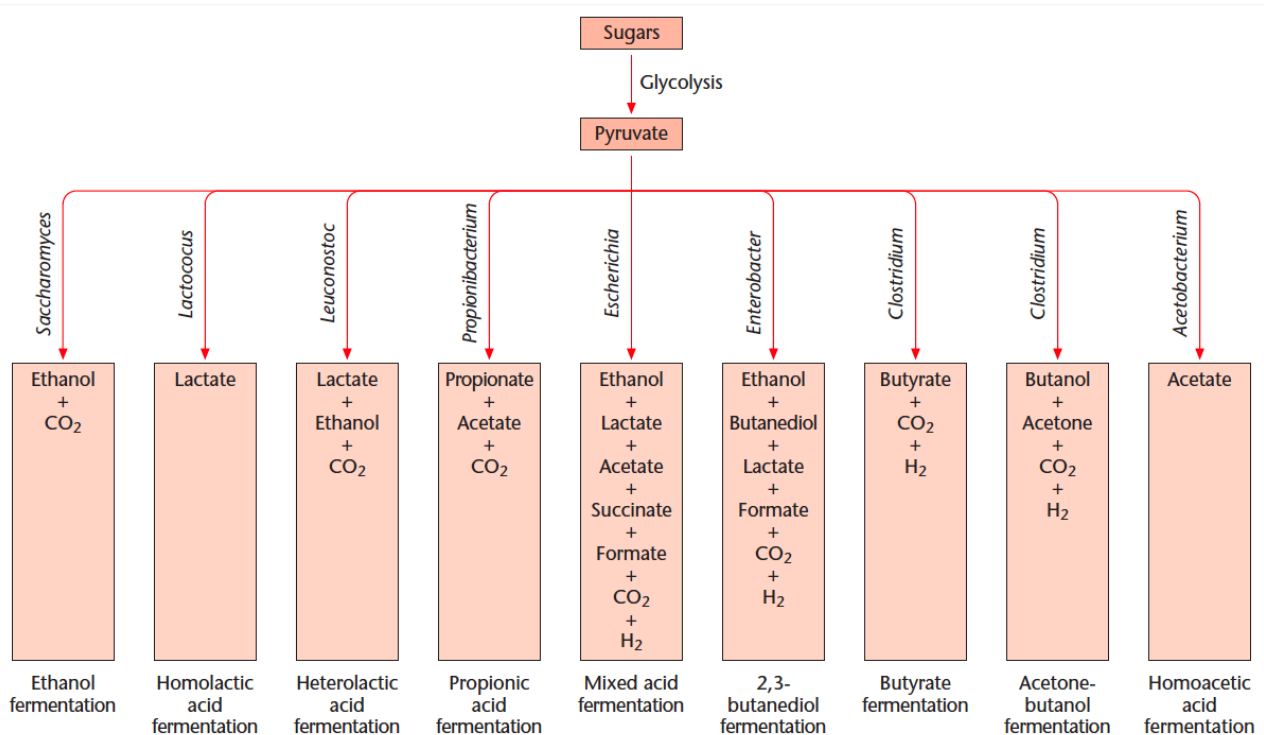 Sugars
Glycolysis
Pyruvate
Saccharomyces
Lactococus
Leuconostoc
Propionibacterium
Escherichia
Enterobacter
Clostridium
Clostridium
Acetobacterium
Ethanol
+
CO₂
Lactate
Lactate
+
Ethanol
+
CO₂
Propionate
+
Acetate
+
CO₂
Ethanol
+
Lactate
+
Acetate
+
Succinate
+
Formate
+
CO₂
+
H₂
Ethanol
+
Butanediol
+
Lactate
+
Formate
+
CO₂
+
H₂
Butyrate
+
CO₂
+
H₂
Butanol
+
Acetone
+
CO₂
+
H₂
Acetate
Ethanol
fermentation
Homolactic
acid
fermentation
Heterolactic
acid
fermentation
Propionic
acid
fermentation
Mixed acid
fermentation
2,3-
butanediol
fermentation
Butyrate
fermentation
Acetone-
butanol
fermentation
Homoacetic
acid
fermentation